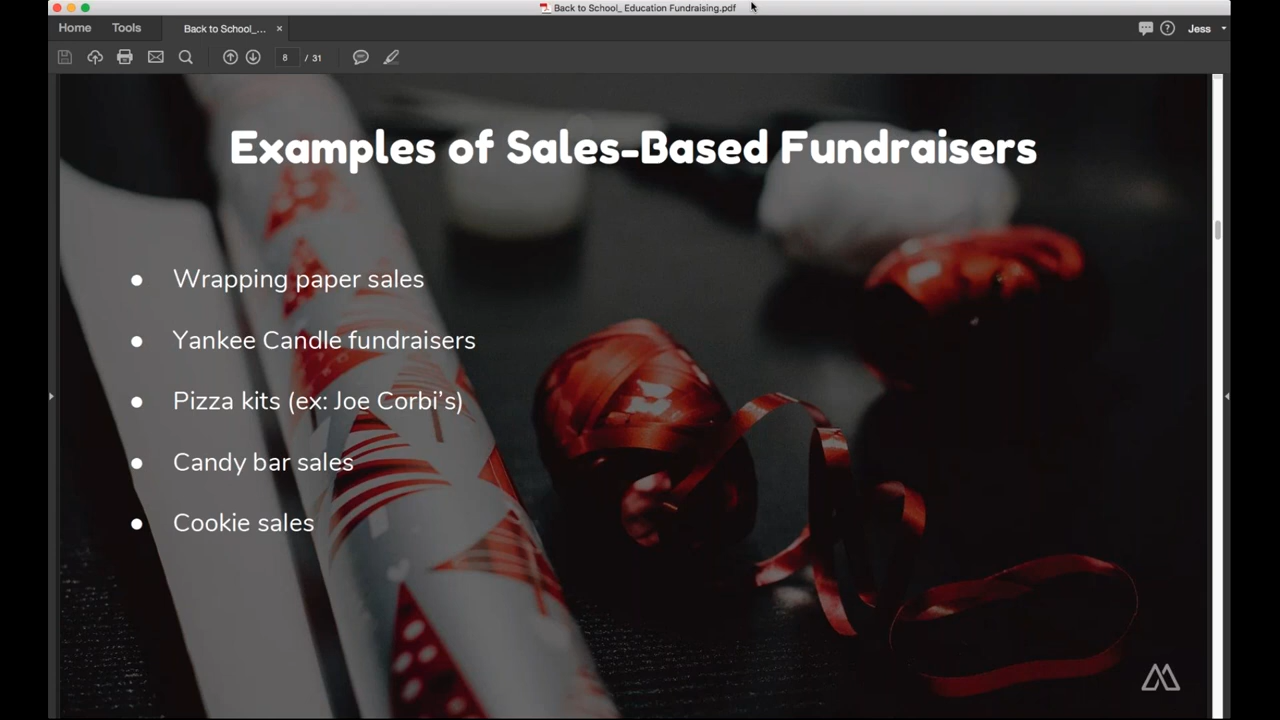 Back to School_ Education Fundraising.pdf
Home Tools Back to School_... × Jess
8 / 31
Examples of Sales-Based Fundraisers
● Wrapping paper sales
● Yankee Candle fundraisers
● Pizza kits (ex: Joe Corbi's)
● Candy bar sales
● Cookie sales